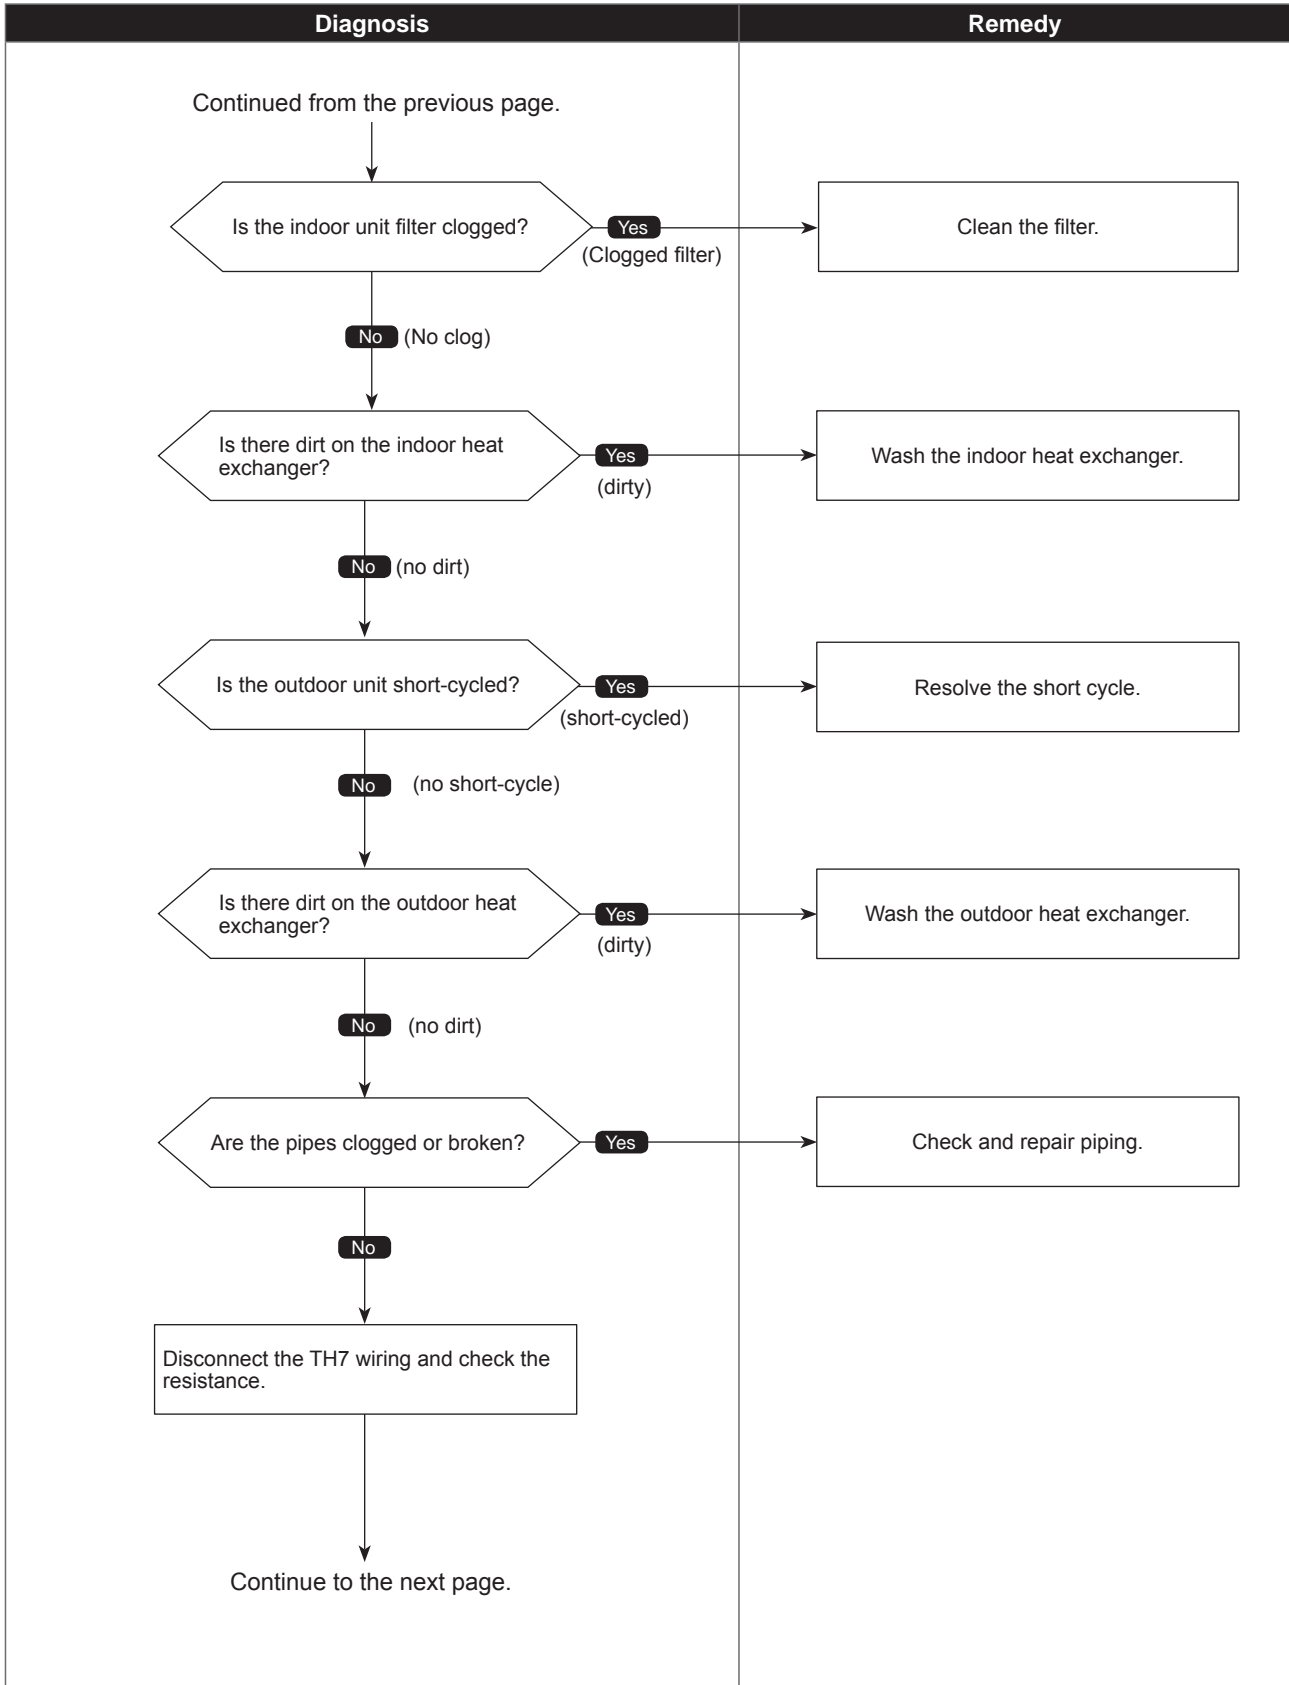 Diagnosis
Remedy
Continued from the previous page.
Is the indoor unit filter clogged?
Yes
(Clogged filter)
Clean the filter.
No (No clog)
Is there dirt on the indoor heat
exchanger?
Yes
(dirty)
Wash the indoor heat exchanger.
No (no dirt)
Is the outdoor unit short-cycled?
Yes
(short-cycled)
Resolve the short cycle.
No (no short-cycle)
Is there dirt on the outdoor heat
exchanger?
Yes
(dirty)
Wash the outdoor heat exchanger.
No (no dirt)
Are the pipes clogged or broken?
Yes
Check and repair piping.
No
Disconnect the TH7 wiring and check the
resistance.
Continue to the next page.